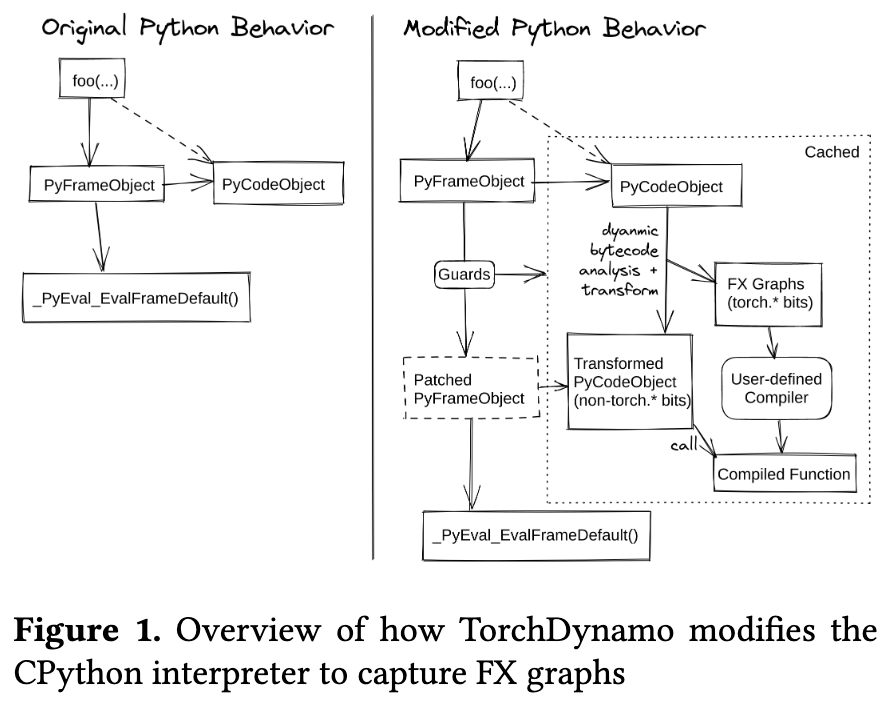 Original Python Behavior
foo(...)
PyFrameObject
PyCodeObject
_PyEval_EvalFrameDefault()
Modified Python Behavior
foo(...)
Cached
PyFrameObject
PyCodeObject
dyanmic
bytecode
analysis +
transform
Guards
FX Graphs
(torch.* bits)
Patched
PyFrameObject
Transformed
PyCodeObject
(non-torch.* bits)
User-defined
Compiler
call
Compiled Function
_PyEval_EvalFrameDefault()
Figure 1. Overview of how TorchDynamo modifies the
CPython interpreter to capture FX graphs